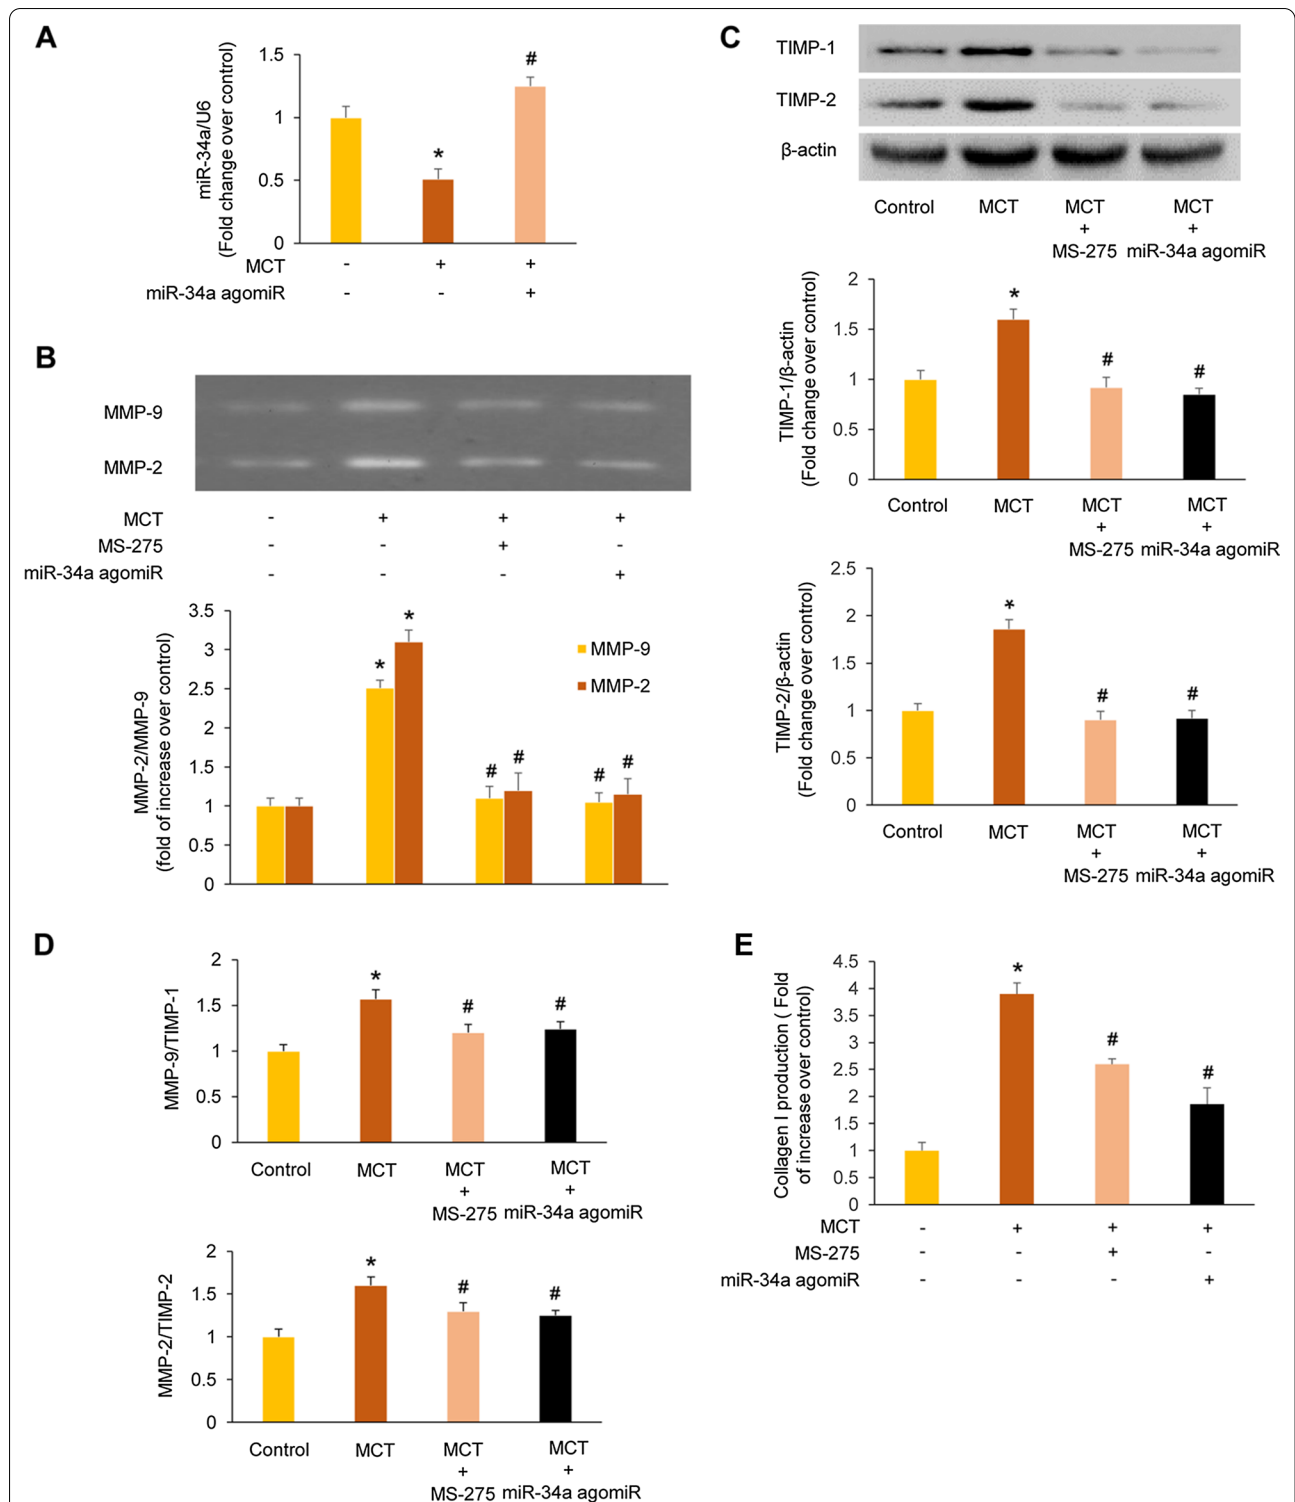 A
miR-34a/U6
(Fold change over control)
1.5
1
0.5
0
*
#
MCT - + +
miR-34a agomiR - - +
B
MMP-9
MMP-2
MCT - + + +
MS-275 - - + -
miR-34a agomiR - - - +
MMP-2/MMP-9
(fold of increase over control)
3.5
3
2.5
2
1.5
1
0.5
0
* *
# #
# #
MMP-9
MMP-2
C
TIMP-1
TIMP-2
β-actin
Control MCT MCT MCT
+ +
MS-275 miR-34a agomiR
TIMP-1/β-actin
(Fold change over control)
2
1.5
1
0.5
0
*
#
#
Control MCT MCT MCT
+ +
MS-275 miR-34a agomiR
TIMP-2/β-actin
(Fold change over control)
2.5
2
1.5
1
0.5
0
*
#
#
Control MCT MCT MCT
+ +
MS-275 miR-34a agomiR
D
MMP-9/TIMP-1
2
1.5
1
0.5
0
*
#
#
Control MCT MCT MCT
+ +
MS-275 miR-34a agomiR
MMP-2/TIMP-2
2
1.5
1
0.5
0
*
#
#
Control MCT MCT MCT
+ +
MS-275 miR-34a agomiR
E
Collagen I production ( Fold
of increase over control)
4.5
4
3.5
3
2.5
2
1.5
1
0.5
0
*
#
#
MCT - + + +
MS-275 - - + -
miR-34a agomiR - - - +